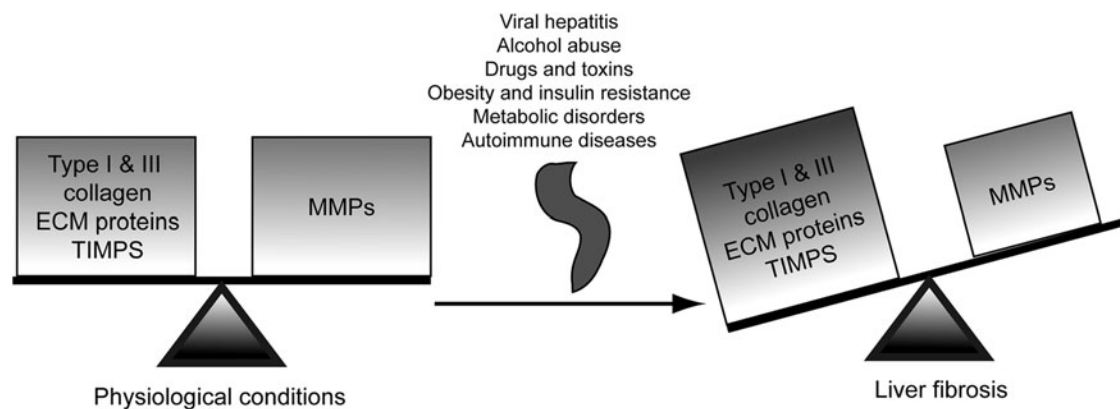 Viral hepatitis
Alcohol abuse
Drugs and toxins
Obesity and insulin resistance
Metabolic disorders
Autoimmune diseases
Type I & III
collagen
ECM proteins
TIMPS
MMPs
Type I & III
collagen
ECM proteins
TIMPS
MMPs
Physiological conditions
Liver fibrosis